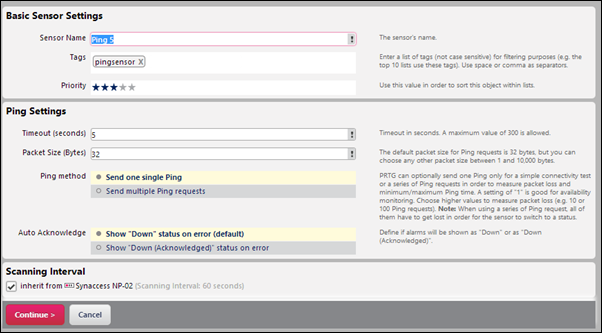 Basic Sensor Settings
Sensor Name
Ping 5
The sensor's name.
Tags
pingsensor X
Enter a list of tags (not case sensitive) for filtering purposes (e.g. the
top 10 lists use these tags). Use space or comma as separators.
Priority
Use this value in order to sort this object within lists.
Ping Settings
Timeout (seconds)
5
Timeout in seconds. A maximum value of 300 is allowed.
Packet Size (Bytes)
32
The default packet size for Ping requests is 32 bytes, but you can
choose any other packet size between 1 and 10,000 bytes.
Ping method
Send one single Ping
Send multiple Ping requests
PRTG can optionally send one Ping only for a simple connectivity test
or a series of Ping requests in order to measure packet loss and
minimum/maximum Ping time. A setting of "1" is good for availability
monitoring. Choose higher values to measure packet loss (e.g. 10 or
100 Ping requests). Note: When using a series of Ping request, all of
them have to get lost in order for the sensor to switch to a status.
Auto Acknowledge
Show "Down" status on error (default)
Show "Down (Acknowledged)" status on error
Define if alarms will be shown as "Down" or as "Down
(Acknowledged)".
Scanning Interval
inherit from Synaccess NP-02 (Scanning Interval: 60 seconds)
Continue >
Cancel